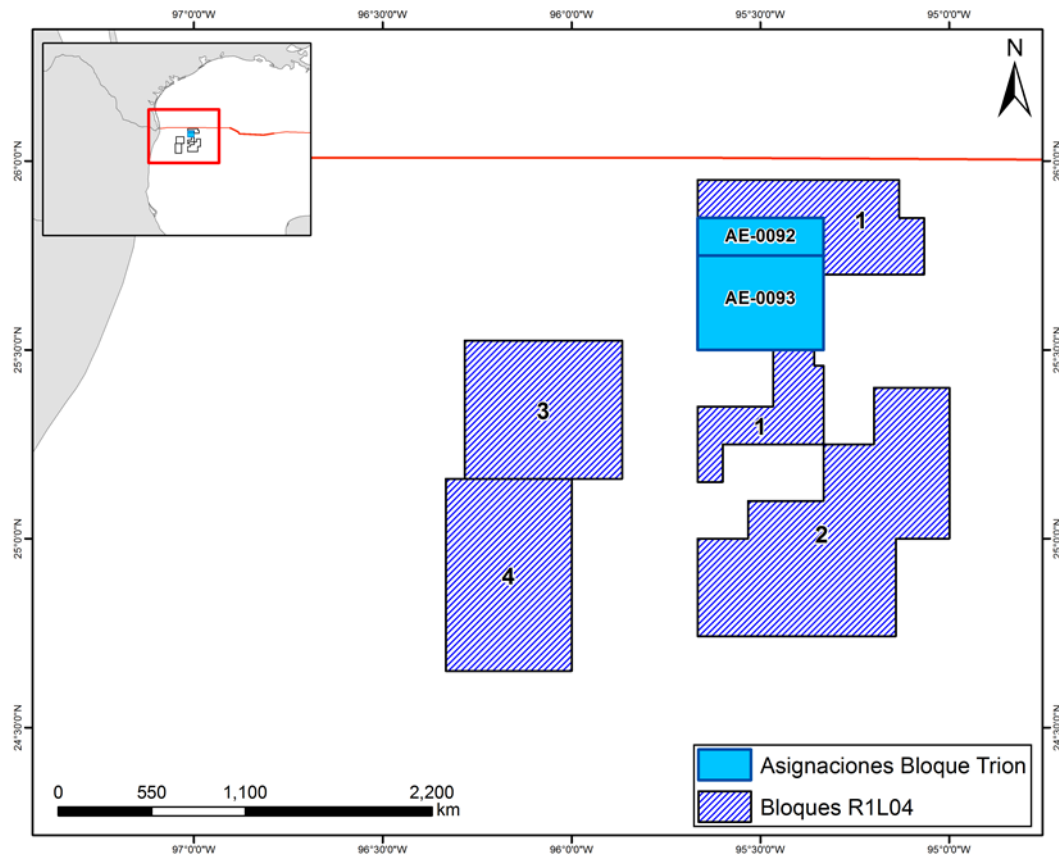 97°0'0"W 96°30'0"W 96°0'0"W 95°30'0"W 95°0'0"W
N
26°0'0"N 26°0'0"N
1
AE-0092
AE-0093
25°30'0"N 25°30'0"N
3
1
25°0'0"N 25°0'0"N
2
4
24°30'0"N 24°30'0"N
Asignaciones Bloque Trion
0 550 1,100 2,200
km
Bloques R1L04
97°0'0"W 96°30'0"W 96°0'0"W 95°30'0"W 95°0'0"W